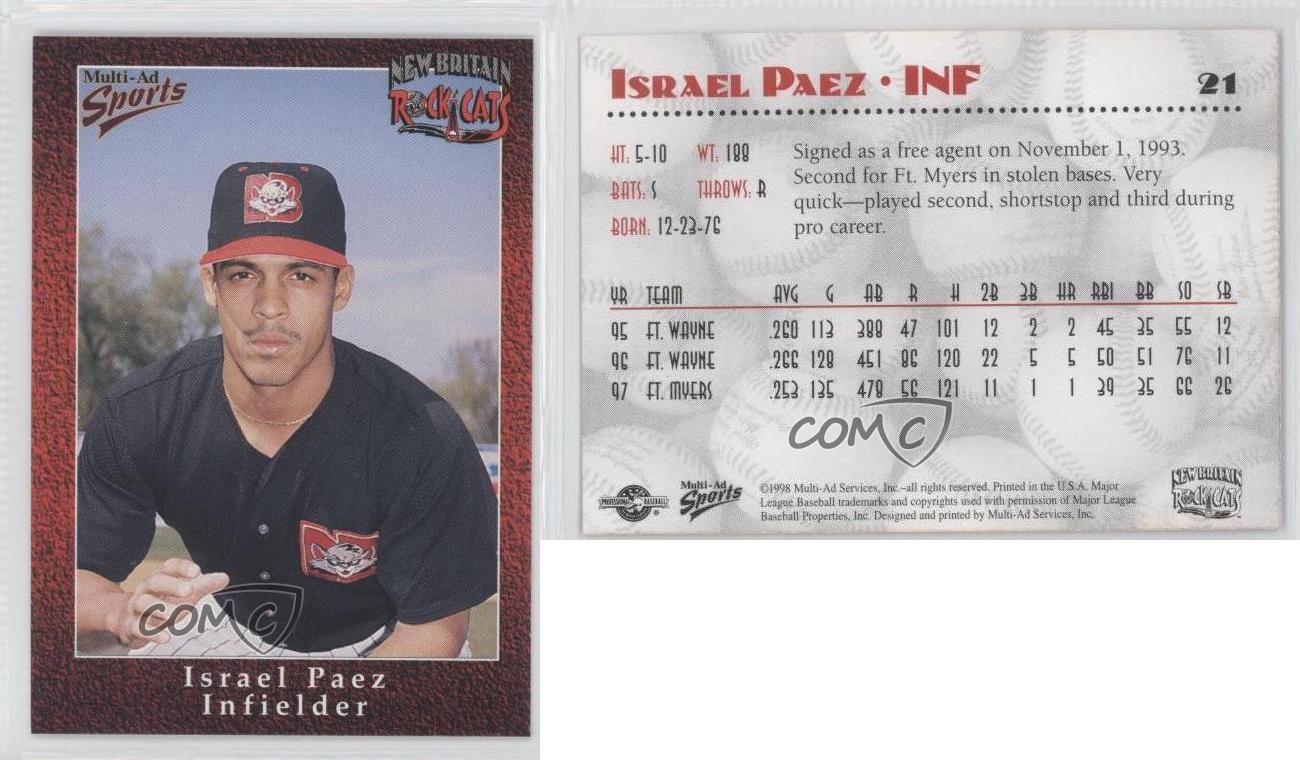 Multi-Ad
Sports
NEW-BRITAIN
ROCK CATS
COMC
Israel Paez
Infielder
ISRAEL PAEZ • INF 21
HT: 5-10 WT: 188
BATS: S THROWS: R
BORN: 12-23-76
Signed as a free agent on November 1, 1993.
Second for Ft. Myers in stolen bases. Very
quick—played second, shortstop and third during
pro career.
YR TEAM AVG G AB R H 2B 3B HR RBI BB SO SB
95 FT. WAYNE .260 113 388 47 101 12 2 2 45 35 55 12
96 FT. WAYNE .266 128 451 86 120 22 5 5 50 51 76 11
97 FT. MYERS .253 135 478 56 121 11 1 1 39 35 66 26
COMC
PROFESSIONAL BASEBALL
Multi-Ad
Sports
©1998 Multi-Ad Services, Inc.–all rights reserved. Printed in the U.S.A. Major
League Baseball trademarks and copyrights used with permission of Major League
Baseball Properties, Inc. Designed and printed by Multi-Ad Services, Inc.
NEW BRITAIN
ROCK CATS